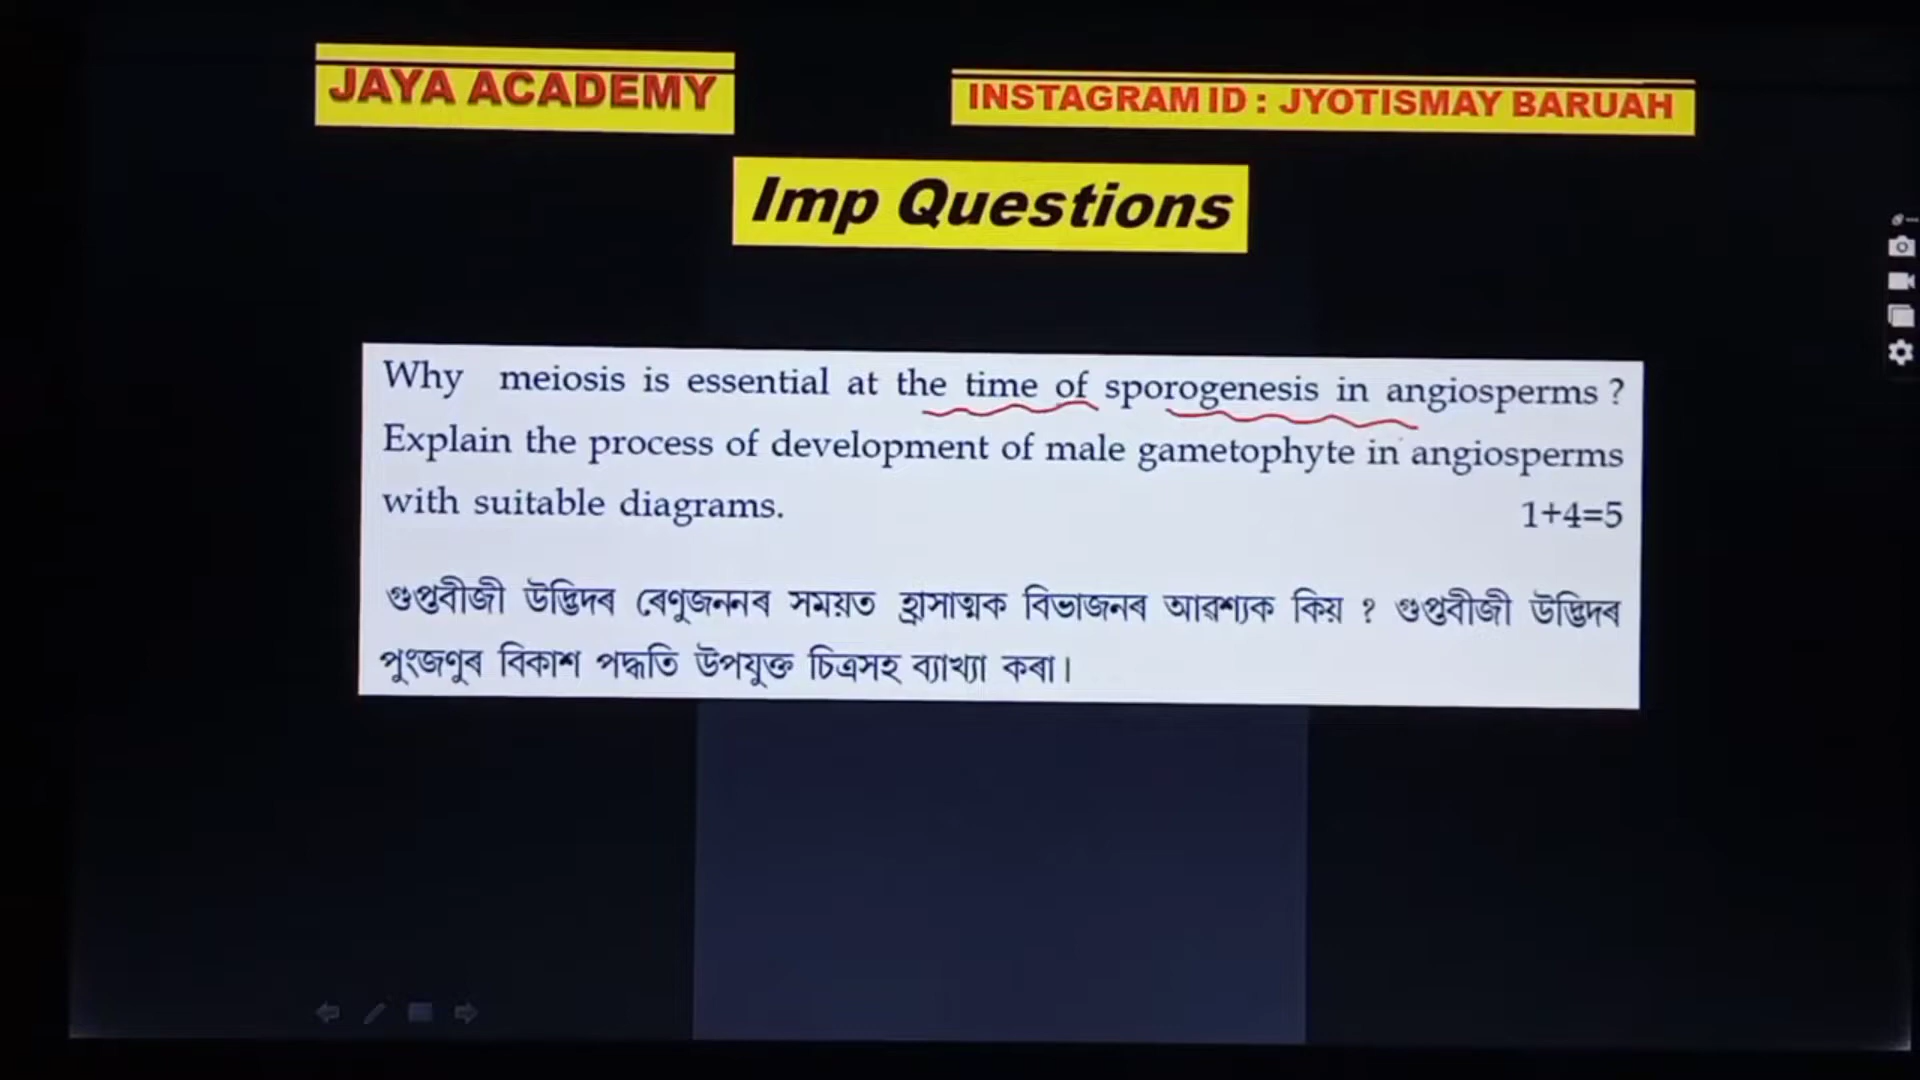 JAYA ACADEMY
INSTAGRAM ID : JYOTISMAY BARUAH
Imp Questions
Why meiosis is essential at the time of sporogenesis in angiosperms ?
Explain the process of development of male gametophyte in angiosperms
with suitable diagrams. 1+4=5
গুপ্তবীজী উদ্ভিদৰ ৰেণুজননৰ সময়ত হ্ৰাসাত্মক বিভাজনৰ আৱশ্যক কিয় ? গুপ্তবীজী উদ্ভিদৰ
পুংজণুৰ বিকাশ পদ্ধতি উপযুক্ত চিত্ৰসহ ব্যাখ্যা কৰা।